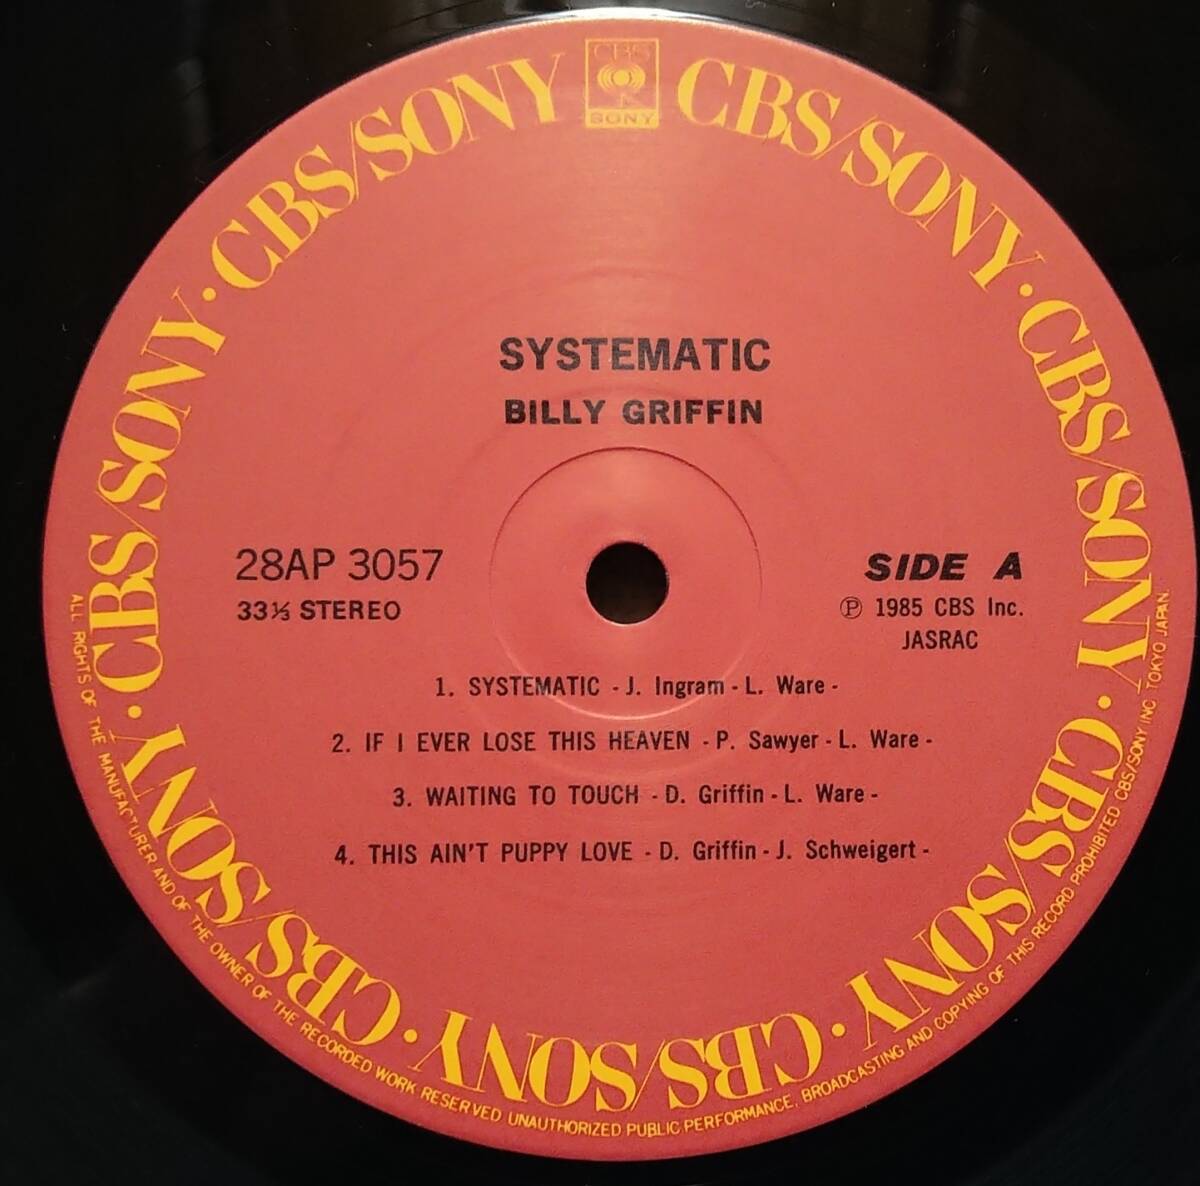 CBS
SONY
CBS/SONY · CBS/SONY · CBS/SONY · CBS/SONY · CBS/SONY · CBS/SONY · CBS/SONY · CBS/SONY
SYSTEMATIC
BILLY GRIFFIN
28AP 3057
33⅓ STEREO
SIDE A
Ⓟ 1985 CBS Inc.
JASRAC
1. SYSTEMATIC - J. Ingram - L. Ware -
2. IF I EVER LOSE THIS HEAVEN - P. Sawyer - L. Ware -
3. WAITING TO TOUCH - D. Griffin - L. Ware -
4. THIS AIN'T PUPPY LOVE - D. Griffin - J. Schweigert -
ALL RIGHTS OF THE MANUFACTURER AND OF THE OWNER OF THE RECORDED WORK RESERVED UNAUTHORIZED PUBLIC PERFORMANCE, BROADCASTING AND COPYING OF THIS RECORD PROHIBITED CBS/SONY INC. TOKYO JAPAN.